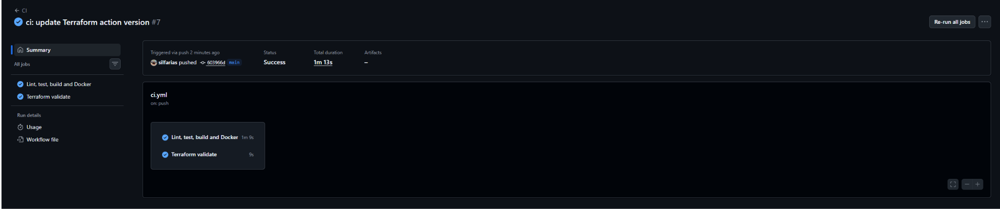 ← CI
ci: update Terraform action version #7
Re-run all jobs
Summary
All jobs
Lint, test, build and Docker
Terraform validate
Run details
Usage
Workflow file
Triggered via push 2 minutes ago
silfarias pushed 603966d main
Status
Success
Total duration
1m 13s
Artifacts
–
ci.yml
on: push
Lint, test, build and Docker 1m 9s
Terraform validate 9s